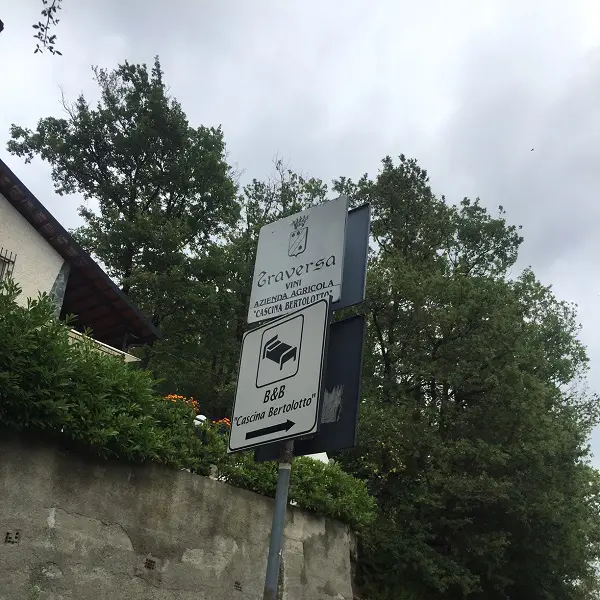 Traversa
VINI
AZIENDA AGRICOLA
"CASCINA BERTOLOTTO"
B&B
"Cascina Bertolotto"